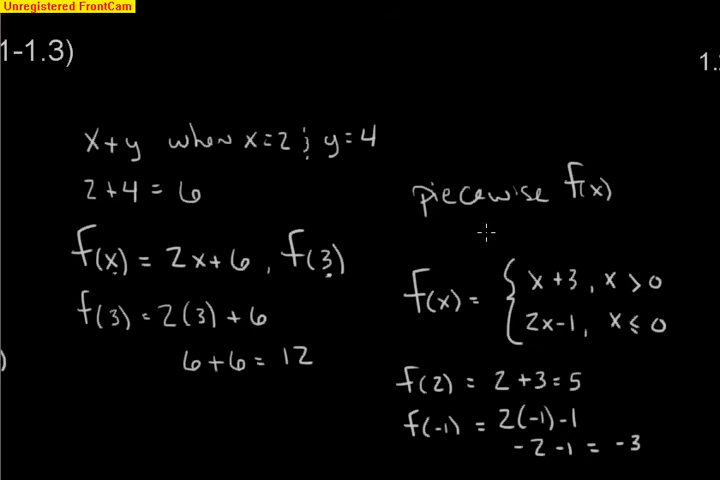 Unregistered FrontCam
1-1.3)
1.
x+y when x=2 & y=4
2+4=6
f(x) = 2x+6, f(3)
f(3) = 2(3)+6
6+6=12
)
piecewise f(x)
f(x) = { x+3, x>0
2x-1, x≤0
f(2) = 2+3=5
f(-1) = 2(-1)-1
-2-1 = -3